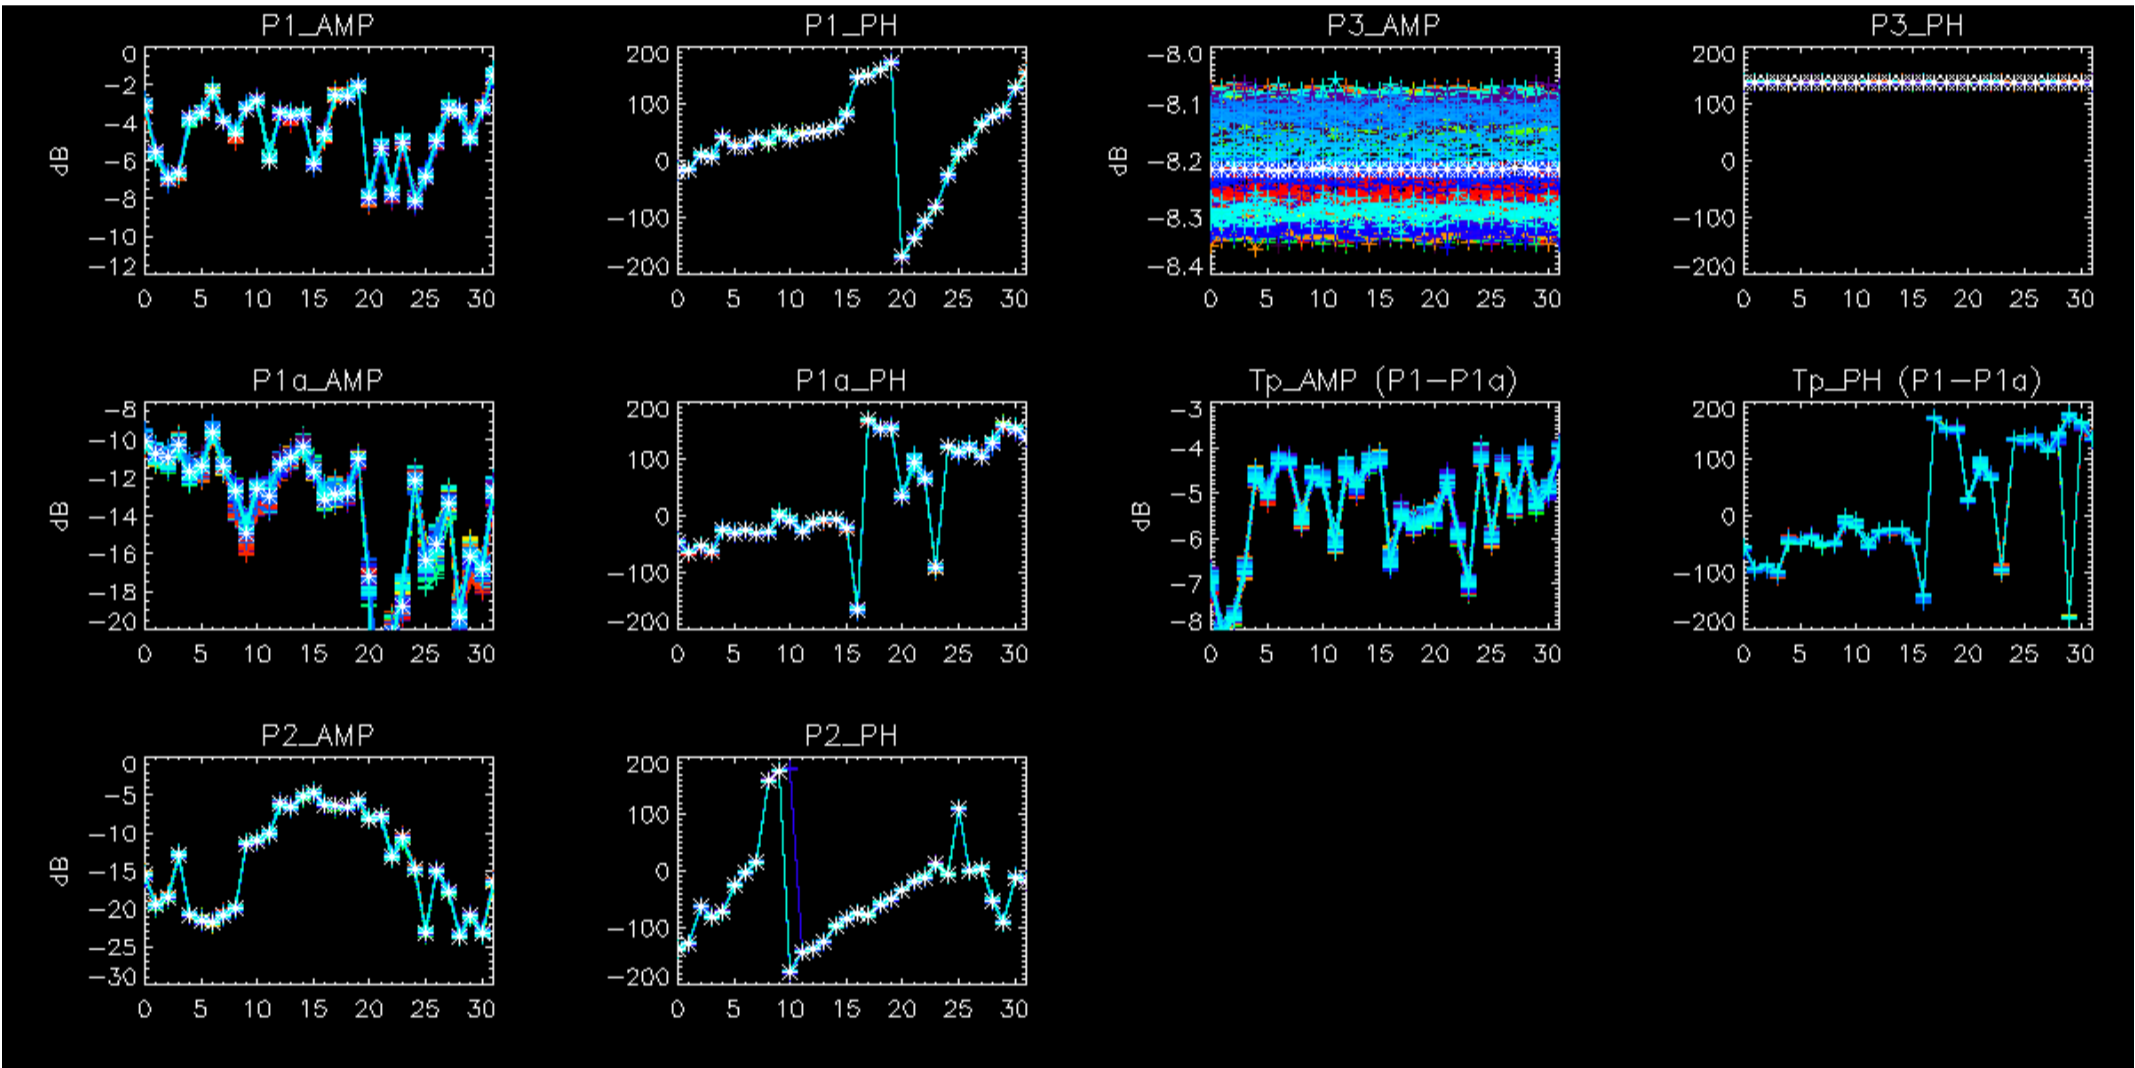 P1_AMP
P1_PH
P3_AMP
P3_PH
0
-2
-4
-6
-8
-10
-12
dB
0 5 10 15 20 25 30
200
100
0
-100
-200
0 5 10 15 20 25 30
-8.0
-8.1
-8.2
-8.3
-8.4
dB
0 5 10 15 20 25 30
200
100
0
-100
-200
0 5 10 15 20 25 30
P1a_AMP
P1a_PH
Tp_AMP (P1-P1a)
Tp_PH (P1-P1a)
-8
-10
-12
-14
-16
-18
-20
dB
0 5 10 15 20 25 30
200
100
0
-100
-200
0 5 10 15 20 25 30
-3
-4
-5
-6
-7
-8
dB
0 5 10 15 20 25 30
200
100
0
-100
-200
0 5 10 15 20 25 30
P2_AMP
P2_PH
0
-5
-10
-15
-20
-25
-30
dB
0 5 10 15 20 25 30
200
100
0
-100
-200
0 5 10 15 20 25 30